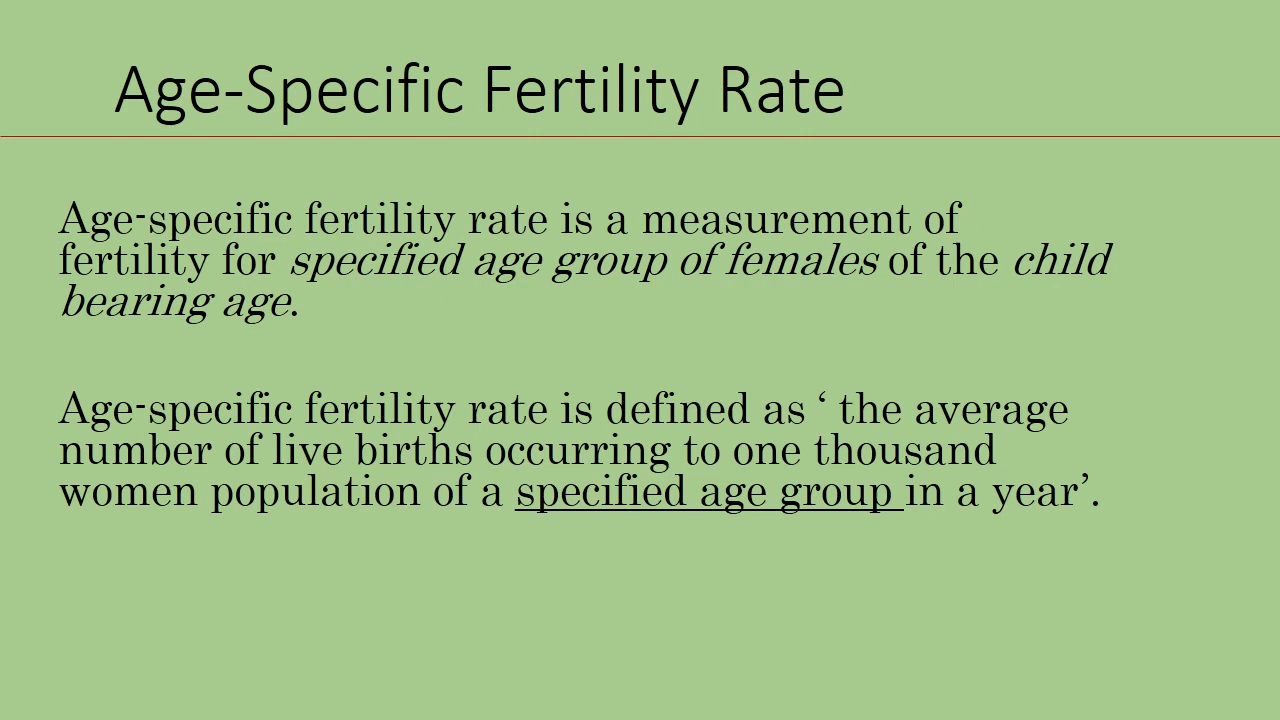 Age-Specific Fertility Rate
Age-specific fertility rate is a measurement of
fertility for specified age group of females of the child
bearing age.
Age-specific fertility rate is defined as ‘ the average
number of live births occurring to one thousand
women population of a specified age group in a year’.